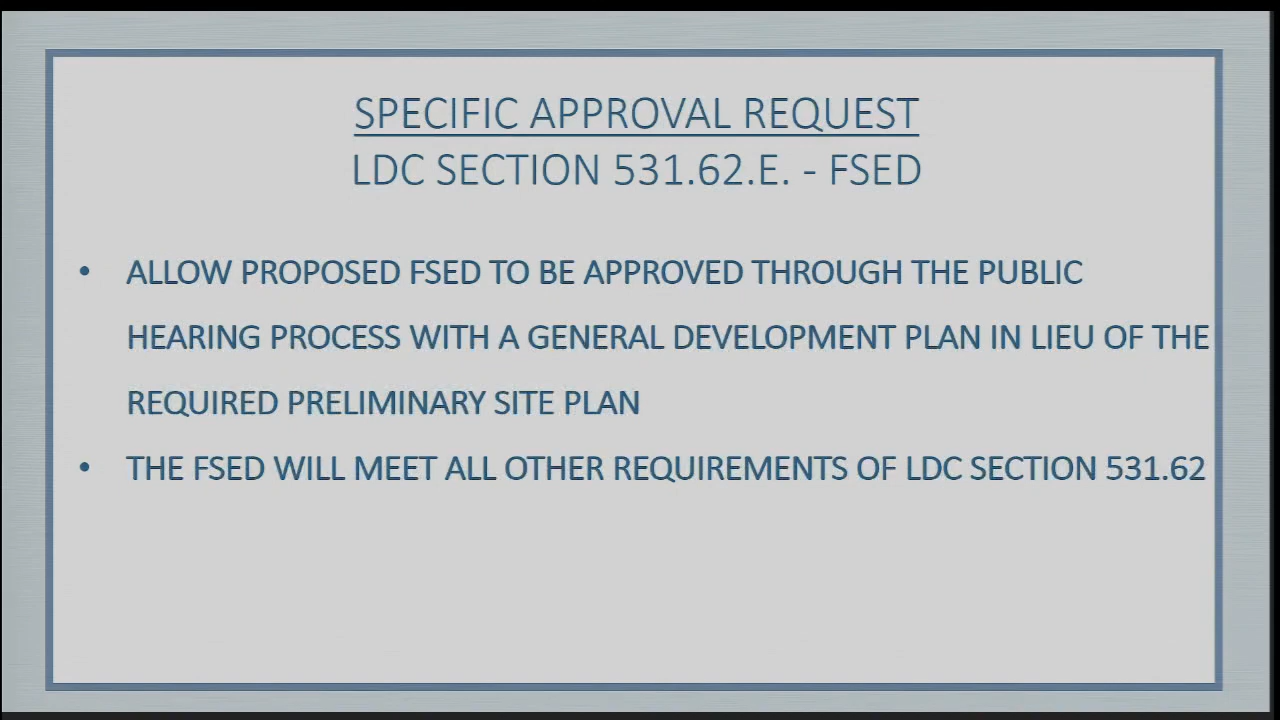 SPECIFIC APPROVAL REQUEST
LDC SECTION 531.62.E. - FSED
• ALLOW PROPOSED FSED TO BE APPROVED THROUGH THE PUBLIC
HEARING PROCESS WITH A GENERAL DEVELOPMENT PLAN IN LIEU OF THE
REQUIRED PRELIMINARY SITE PLAN
• THE FSED WILL MEET ALL OTHER REQUIREMENTS OF LDC SECTION 531.62